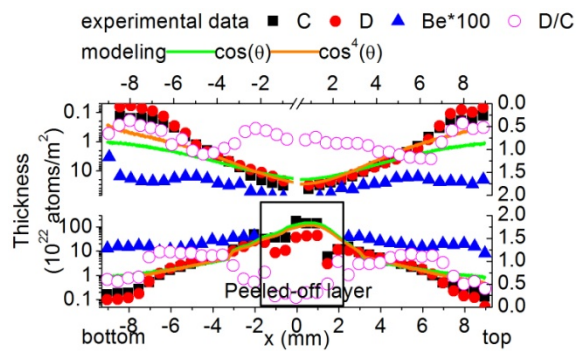 experimental data C D Be*100 D/C
modeling cos(θ) cos⁴(θ)
-8 -6 -4 -2 2 4 6 8
0.1 0.0
0.5
1 1.0
10 1.5
2.0
Thickness
(10²² atoms/m²)
100 2.0
10 1.5
1 1.0
0.5
0.1 0.0
Peeled-off layer
-8 -6 -4 -2 0 2 4 6 8
bottom x (mm) top